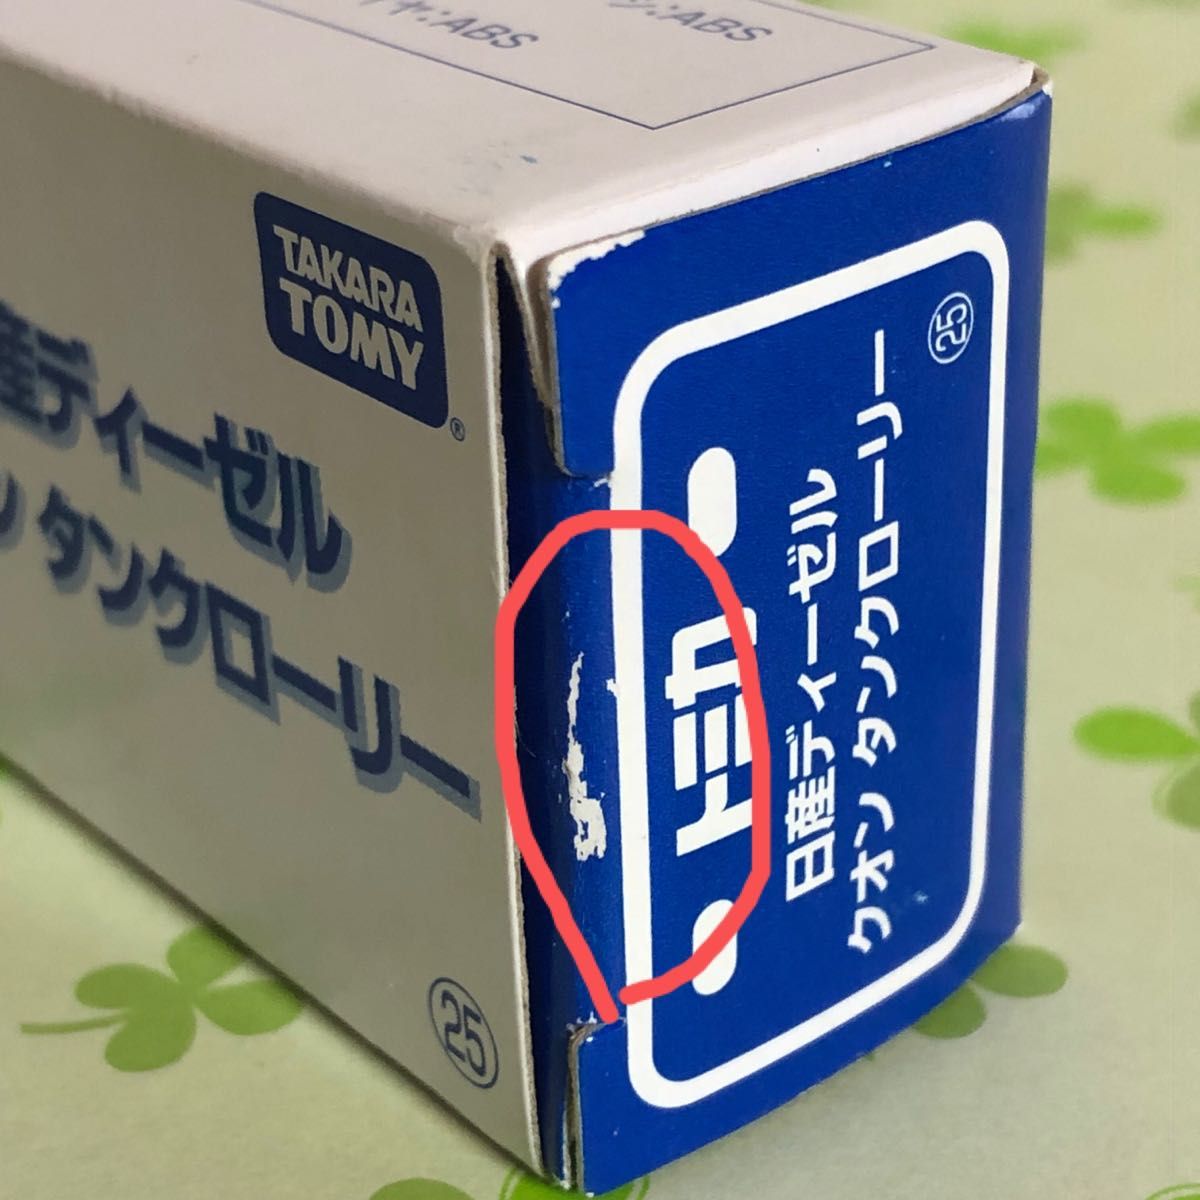 ABS
イヤ:ABS
TAKARA
TOMY
®
産ディーゼル
タンクローリー
25
トミカ
日産ディーゼル
クオン タンクローリー
25